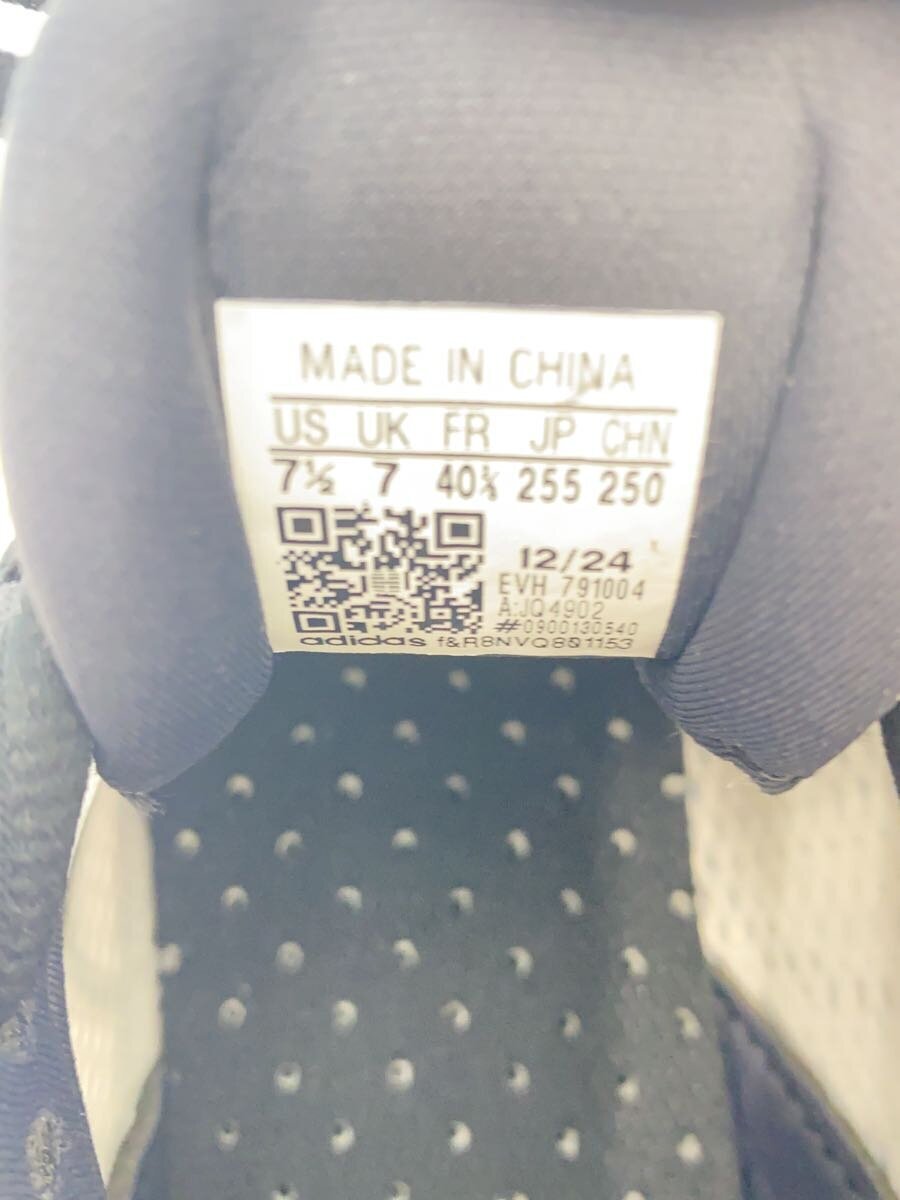 MADE IN CHINA
US UK FR JP CHN
7½ 7 40⅔ 255 250
12/24
EVH 791004
A:JQ4902
#0900130540
adidas